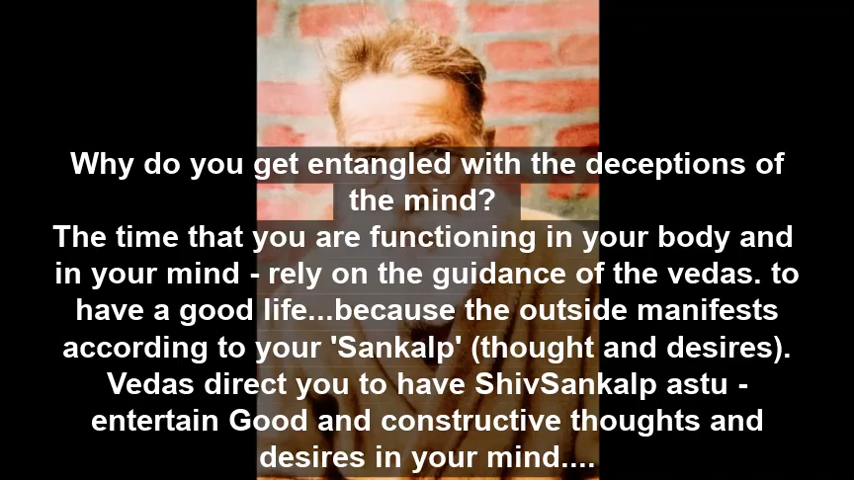 Why do you get entangled with the deceptions of
the mind?
The time that you are functioning in your body and
in your mind - rely on the guidance of the vedas. to
have a good life...because the outside manifests
according to your 'Sankalp' (thought and desires).
Vedas direct you to have ShivSankalp astu -
entertain Good and constructive thoughts and
desires in your mind....